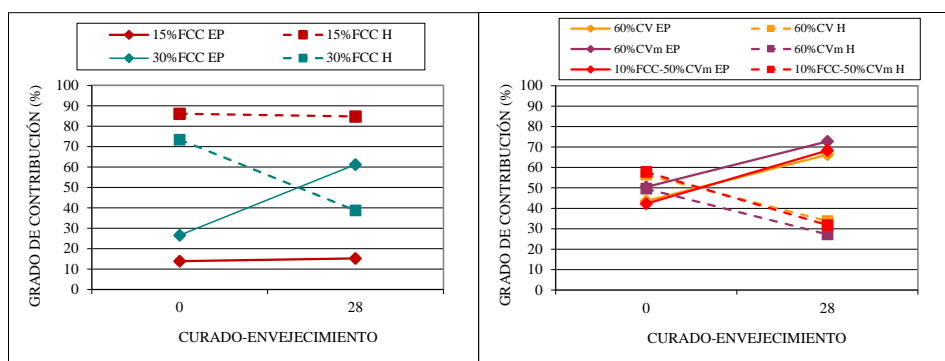 15%FCC EP 15%FCC H
30%FCC EP 30%FCC H
GRADO DE CONTRIBUCIÓN (%)
100
90
80
70
60
50
40
30
20
10
0
0 28
CURADO-ENVEJECIMIENTO
60%CV EP 60%CV H
60%CVm EP 60%CVm H
10%FCC-50%CVm EP 10%FCC-50%CVm H
GRADO DE CONTRIBUCIÓN (%)
100
90
80
70
60
50
40
30
20
10
0
0 28
CURADO-ENVEJECIMIENTO